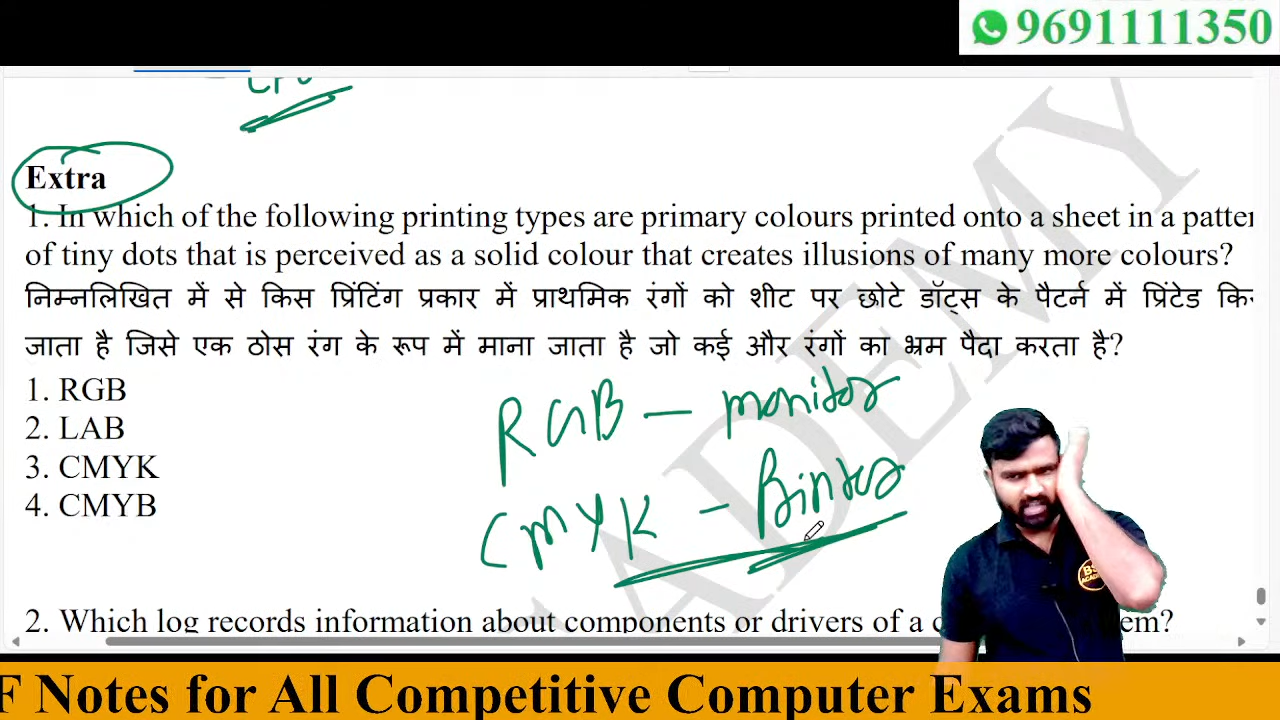 9691111350
Extra
1. In which of the following printing types are primary colours printed onto a sheet in a patter
of tiny dots that is perceived as a solid colour that creates illusions of many more colours?
निम्नलिखित में से किस प्रिंटिंग प्रकार में प्राथमिक रंगों को शीट पर छोटे डॉट्स के पैटर्न में प्रिंटेड
जाता है जिसे एक ठोस रंग के रूप में माना जाता है जो कई और रंगों का भ्रम पैदा करता है?
1. RGB
2. LAB
3. CMYK
4. CMYB
RGB — monitor
CMYK –
2. Which log records information about components or drivers of a
F Notes for All Competitive Computer Exams
ADEMY